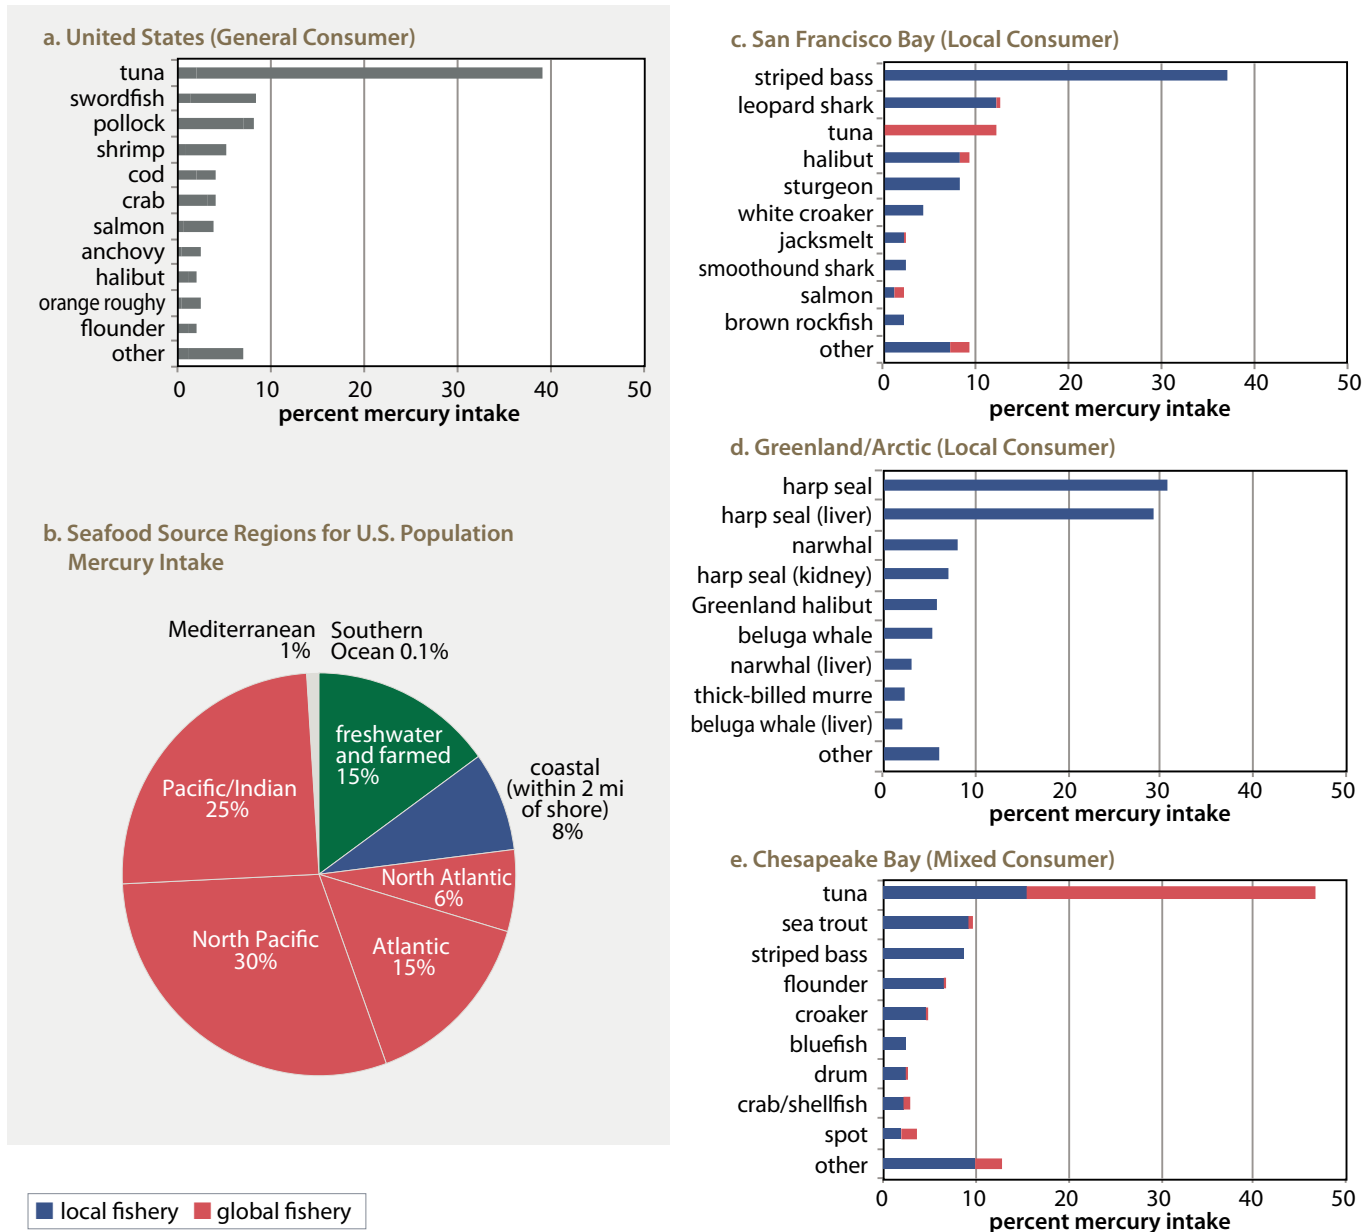 a. United States (General Consumer)
tuna
swordfish
pollock
shrimp
cod
crab
salmon
anchovy
halibut
orange roughy
flounder
other
0 10 20 30 40 50
percent mercury intake
b. Seafood Source Regions for U.S. Population
Mercury Intake
Mediterranean
1%
Southern
Ocean 0.1%
freshwater
and farmed
15%
coastal
(within 2 mi
of shore)
8%
North Atlantic
6%
Atlantic
15%
North Pacific
30%
Pacific/Indian
25%
local fishery global fishery
c. San Francisco Bay (Local Consumer)
striped bass
leopard shark
tuna
halibut
sturgeon
white croaker
jacksmelt
smoothound shark
salmon
brown rockfish
other
0 10 20 30 40 50
percent mercury intake
d. Greenland/Arctic (Local Consumer)
harp seal
harp seal (liver)
narwhal
harp seal (kidney)
Greenland halibut
beluga whale
narwhal (liver)
thick-billed murre
beluga whale (liver)
other
0 10 20 30 40 50
percent mercury intake
e. Chesapeake Bay (Mixed Consumer)
tuna
sea trout
striped bass
flounder
croaker
bluefish
drum
crab/shellfish
spot
other
0 10 20 30 40 50
percent mercury intake